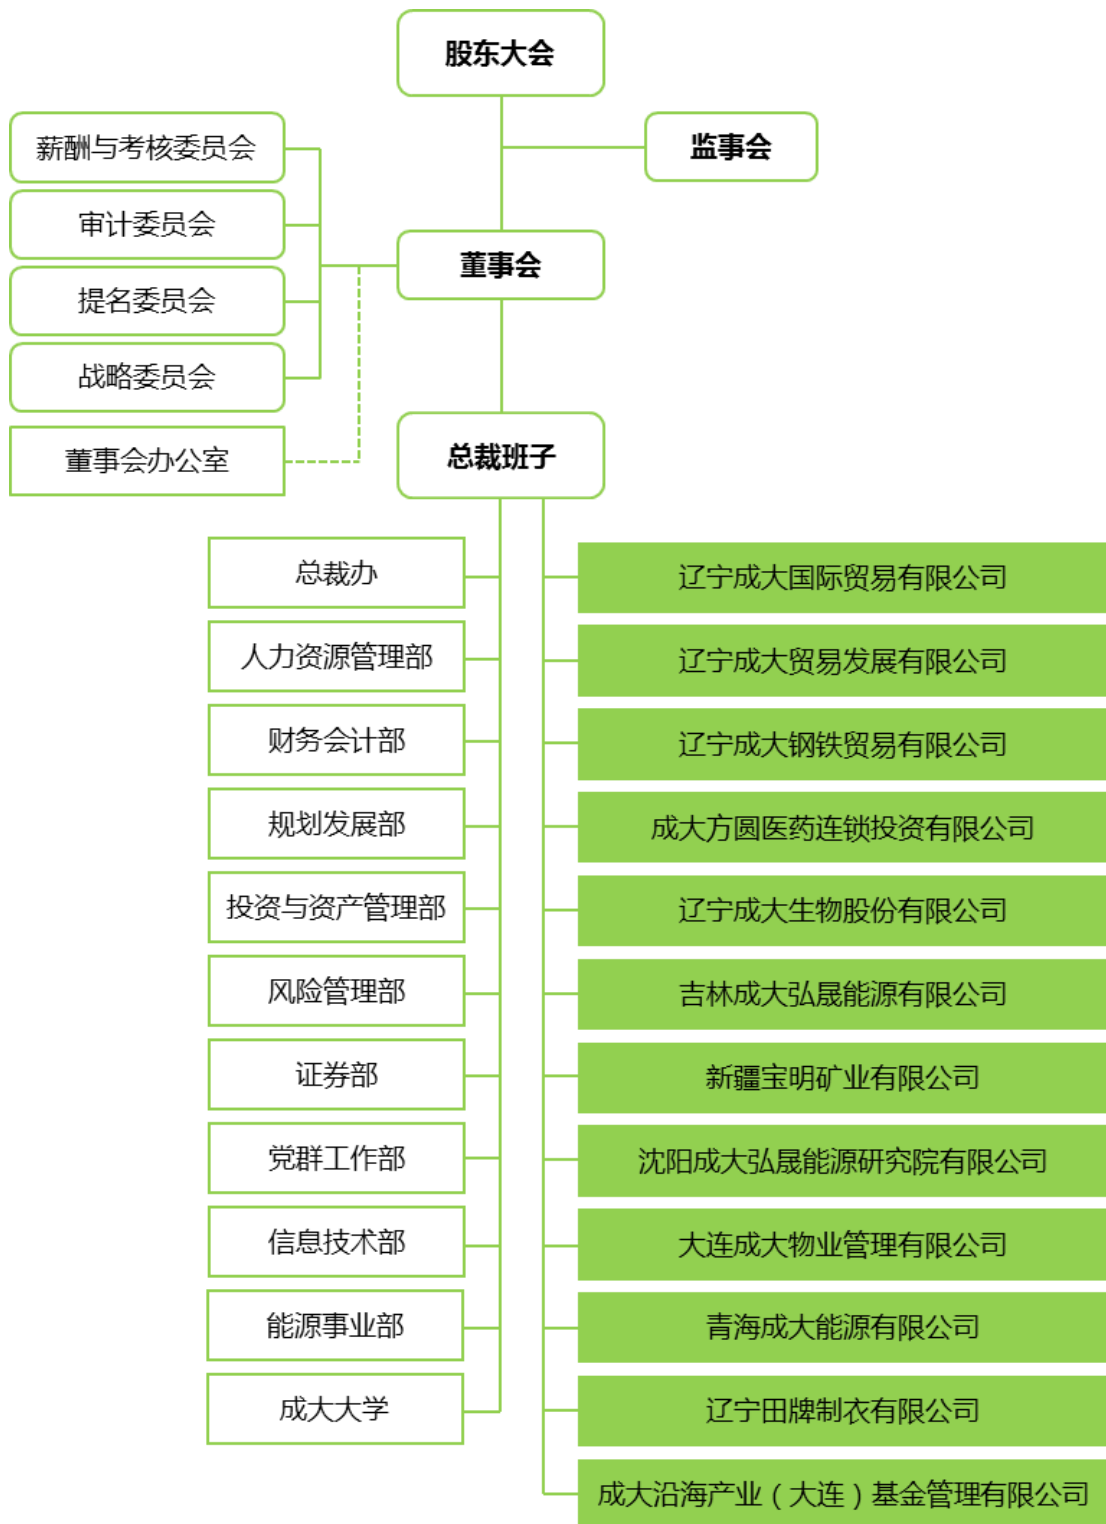 股东大会
监事会
薪酬与考核委员会
审计委员会
提名委员会
战略委员会
董事会办公室
董事会
总裁班子
总裁办
人力资源管理部
财务会计部
规划发展部
投资与资产管理部
风险管理部
证券部
党群工作部
信息技术部
能源事业部
成大大学
辽宁成大国际贸易有限公司
辽宁成大贸易发展有限公司
辽宁成大钢铁贸易有限公司
成大方圆医药连锁投资有限公司
辽宁成大生物股份有限公司
吉林成大弘晟能源有限公司
新疆宝明矿业有限公司
沈阳成大弘晟能源研究院有限公司
大连成大物业管理有限公司
青海成大能源有限公司
辽宁田牌制衣有限公司
成大沿海产业（大连）基金管理有限公司